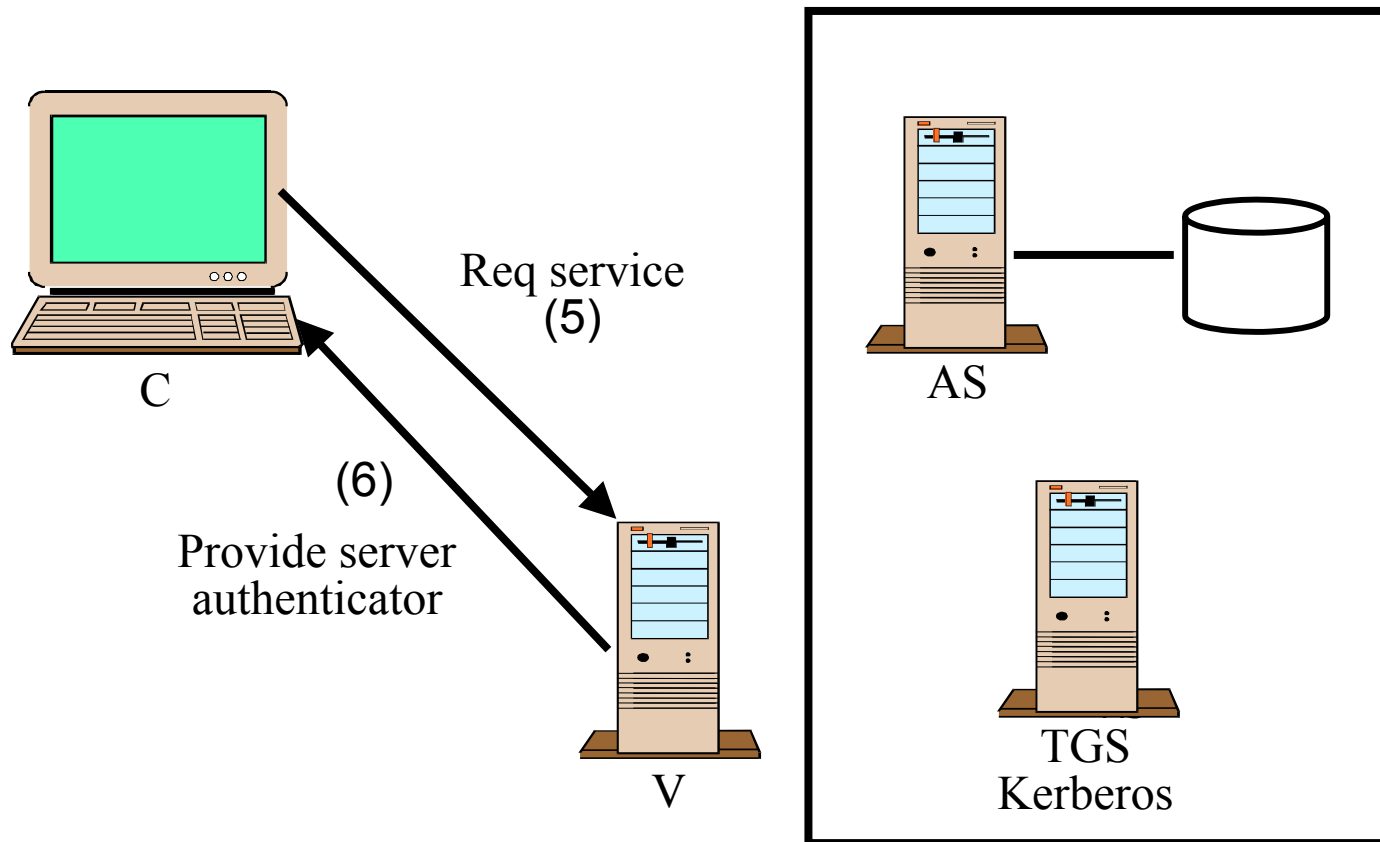 Req service
(5)
C
(6)
Provide server
authenticator
V
AS
TGS
Kerberos